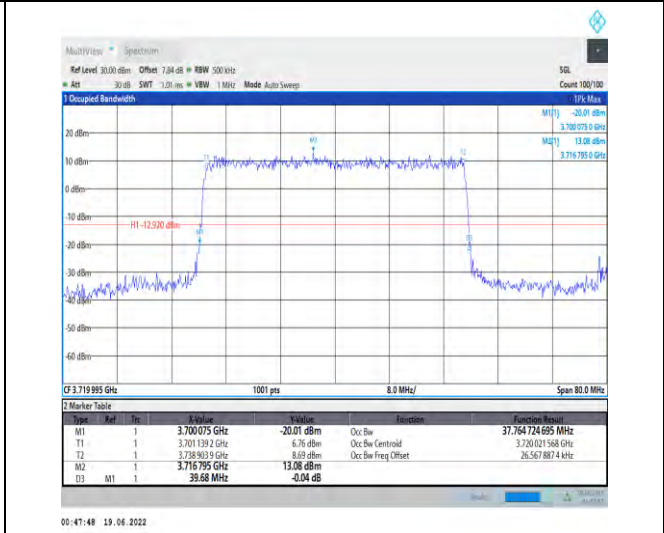 MultiView Spectrum
Ref Level 30.00 dBm Offset 7.84 dB RBW 500 kHz SGL
Att 30 dB SWT 1.01 ms VBW 1 MHz Mode Auto Sweep Count 100/100
1 Occupied Bandwidth 1Pk Max
M1[1] -20.01 dBm
3.700 075 0 GHz
M2[1] 13.08 dBm
3.716 795 0 GHz
20 dBm
M2
T1
T2
10 dBm
0 dBm
-10 dBm
H1 -12.920 dBm
M1
D3
-20 dBm
-30 dBm
-40 dBm
-50 dBm
-60 dBm
CF 3.719 995 GHz 1001 pts 8.0 MHz/ Span 80.0 MHz
2 Marker Table
Type Ref Trc X-Value Y-Value Function Function Result
M1 1 3.700 075 GHz -20.01 dBm Occ Bw 37.764 724 695 MHz
T1 1 3.701 139 2 GHz 6.76 dBm Occ Bw Centroid 3.720 021 568 GHz
T2 1 3.738 903 9 GHz 8.69 dBm Occ Bw Freq Offset 26.567 887 4 kHz
M2 1 3.716 795 GHz 13.08 dBm
D3 M1 1 39.68 MHz -0.04 dB
00:47:48 19.06.2022